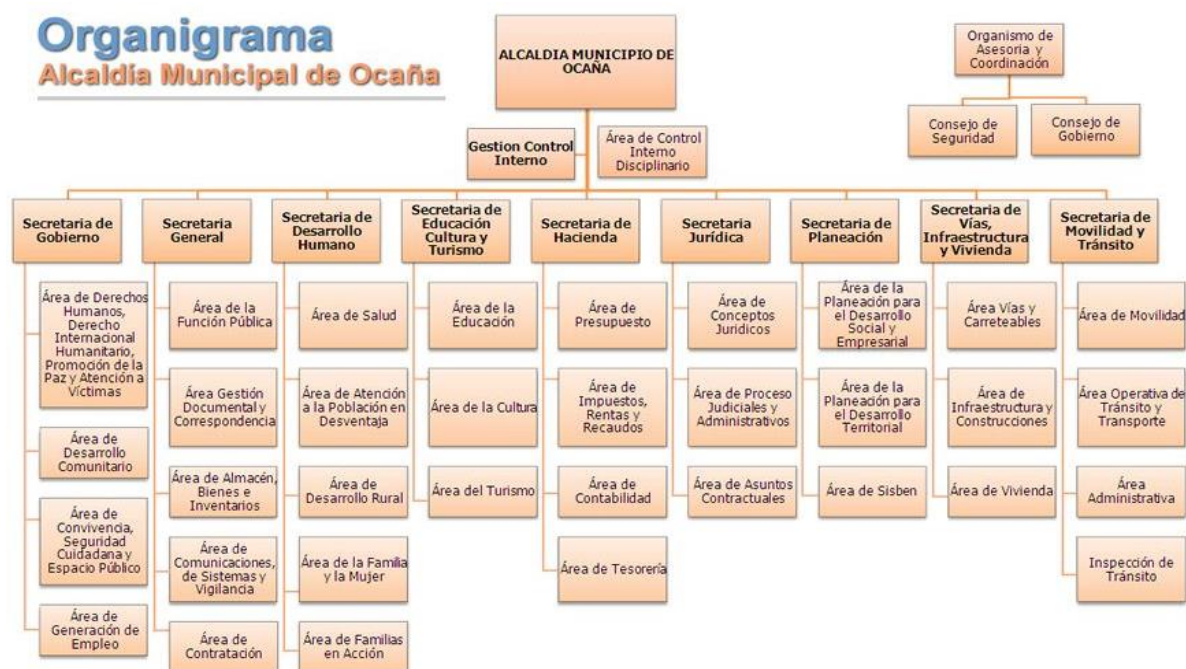 Organigrama
Alcaldía Municipal de Ocaña
ALCALDIA MUNICIPIO DE
OCAÑA
Organismo de
Asesoria y
Coordinación
Consejo de
Seguridad
Consejo de
Gobierno
Gestion Control
Interno
Área de Control
Interno
Disciplinario
Secretaria de
Gobierno
Área de Derechos
Humanos,
Derecho
Internacional
Humanitario,
Promoción de la
Paz y Atención a
Víctimas
Área de
Desarrollo
Comunitario
Área de
Convivencia,
Seguridad
Cuidadana y
Espacio Público
Área de
Generación de
Empleo
Secretaria
General
Área de la
Función Pública
Área Gestión
Documental y
Correspondencia
Área de Almacén,
Bienes e
Inventarios
Área de
Comunicaciones,
de Sistemas y
Vigilancia
Área de
Contratación
Secretaria de
Desarrollo
Humano
Área de Salud
Área de Atención
a la Población en
Desventaja
Área de
Desarrollo Rural
Área de la Familia
y la Mujer
Área de Familias
en Acción
Secretaria de
Educación
Cultura y
Turismo
Área de la
Educación
Área de la Cultura
Área del Turismo
Secretaria de
Hacienda
Área de
Presupuesto
Área de
Impuestos,
Rentas y
Recaudos
Área de
Contabilidad
Área de Tesorería
Secretaria
Jurídica
Área de
Conceptos
Juridicos
Área de Proceso
Judiciales y
Administrativos
Área de Asuntos
Contractuales
Secretaria de
Planeación
Área de la
Planeación para
el Desarrollo
Social y
Empresarial
Área de la
Planeación para
el Desarrollo
Territorial
Área de Sisben
Secretaria de
Vías,
Infraestructura
y Vivienda
Área Vías y
Carreteables
Área de
Infraestructura y
Construcciones
Área de Vivienda
Secretaria de
Movilidad y
Tránsito
Área de Movilidad
Área Operativa de
Tránsito y
Transporte
Área
Administrativa
Inspección de
Tránsito